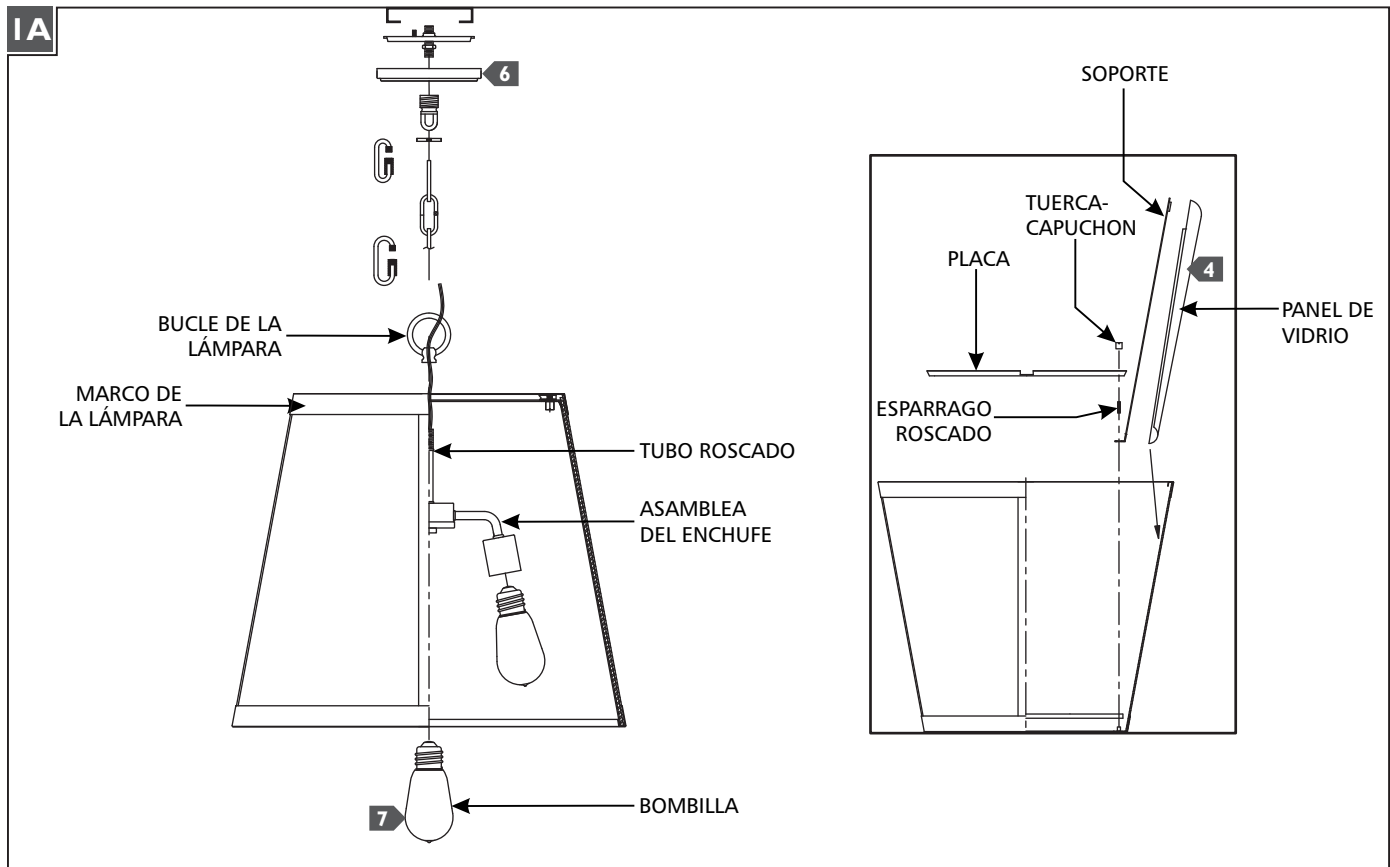 1A
6
SOPORTE
TUERCA-
CAPUCHON
PLACA
4
PANEL DE
VIDRIO
BUCLE DE LA
LÁMPARA
MARCO DE
LA LÁMPARA
ESPARRAGO
ROSCADO
TUBO ROSCADO
ASAMBLEA
DEL ENCHUFE
7
BOMBILLA